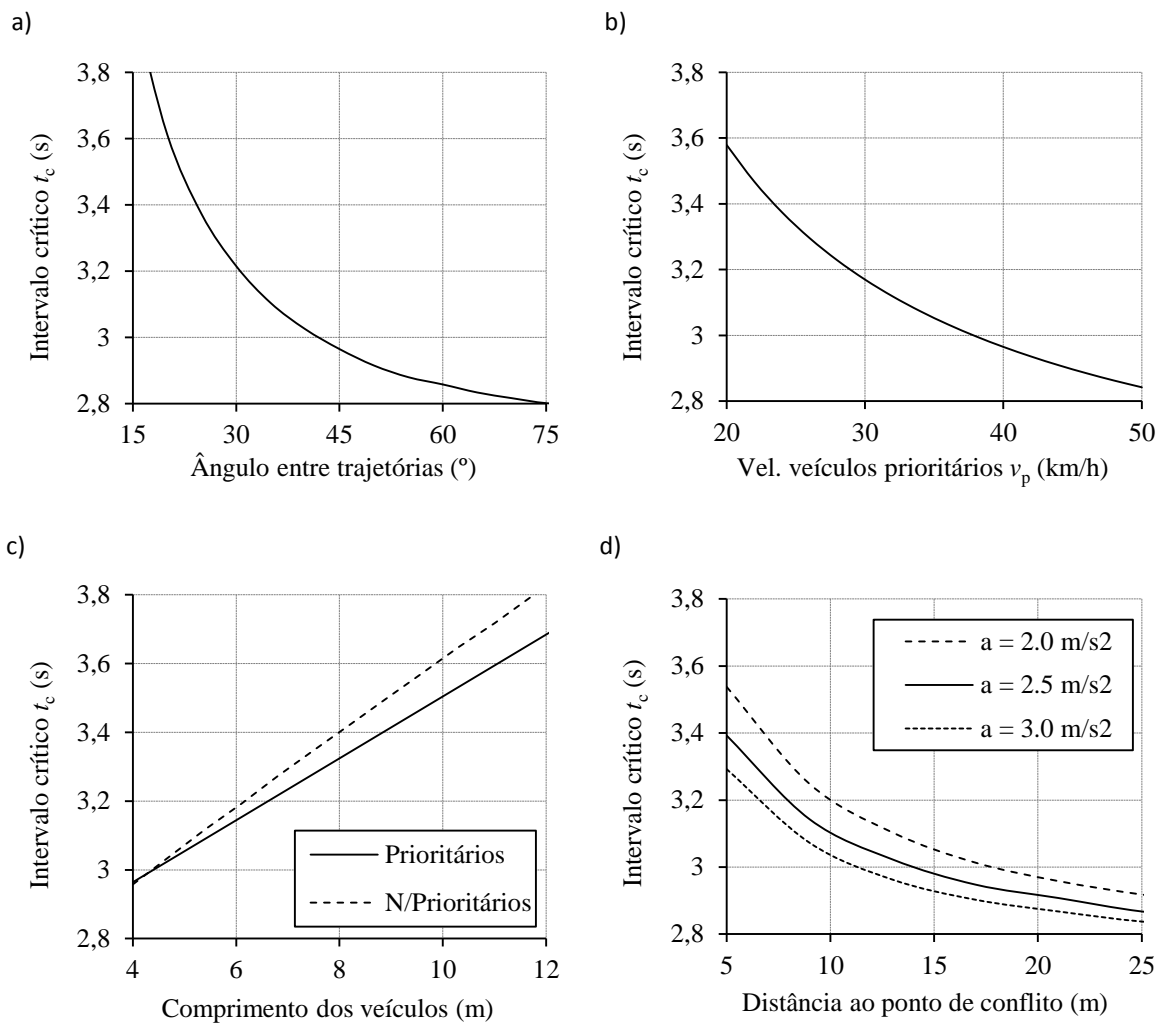 a)
3,8
3,6
3,4
3,2
3
2,8
Intervalo crítico tc (s)
15 30 45 60 75
Ângulo entre trajetórias (º)
b)
3,8
3,6
3,4
3,2
3
2,8
Intervalo crítico tc (s)
20 30 40 50
Vel. veículos prioritários vp (km/h)
c)
3,8
3,6
3,4
3,2
3
2,8
Intervalo crítico tc (s)
Prioritários
N/Prioritários
4 6 8 10 12
Comprimento dos veículos (m)
d)
3,8
3,6
3,4
3,2
3
2,8
Intervalo crítico tc (s)
a = 2.0 m/s2
a = 2.5 m/s2
a = 3.0 m/s2
5 10 15 20 25
Distância ao ponto de conflito (m)